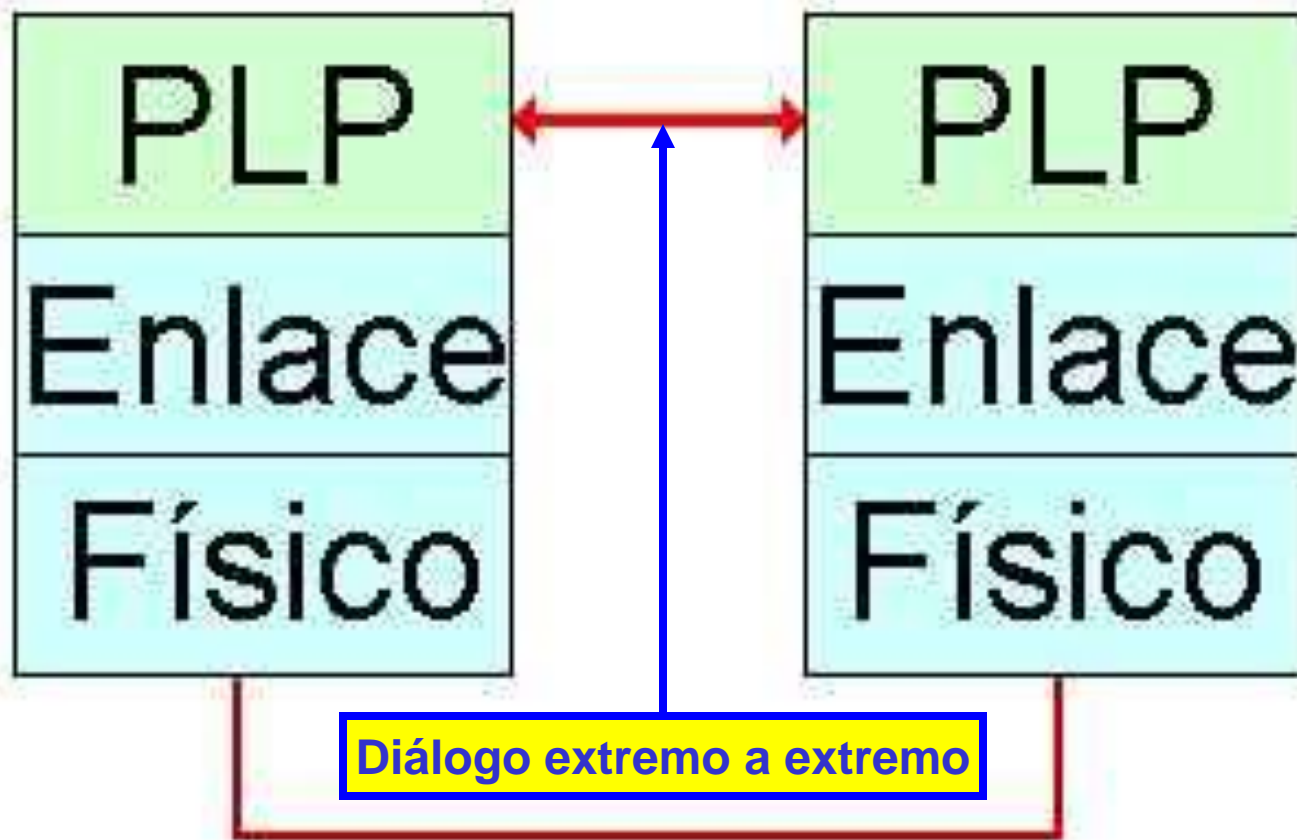 PLP
PLP
Enlace
Enlace
Físico
Físico
Diálogo extremo a extremo